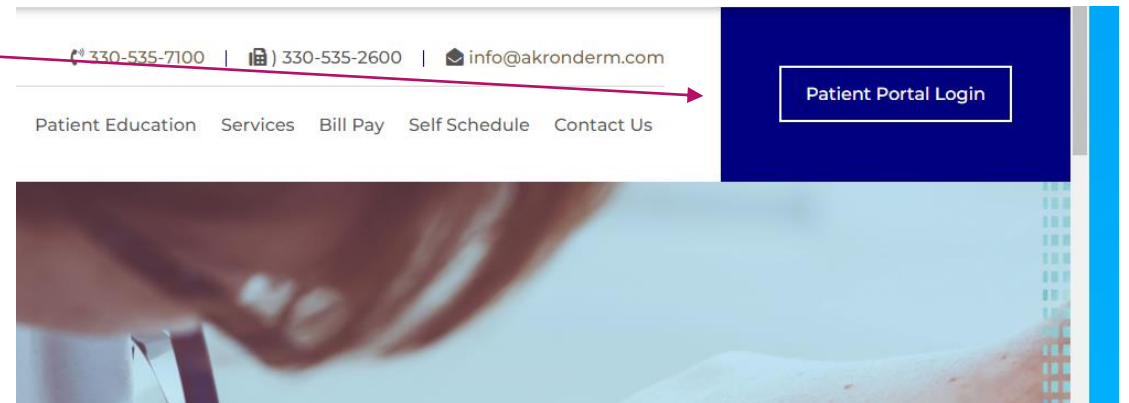 330-535-7100 | ) 330-535-2600 | info@akronderm.com
Patient Portal Login
Patient Education Services Bill Pay Self Schedule Contact Us